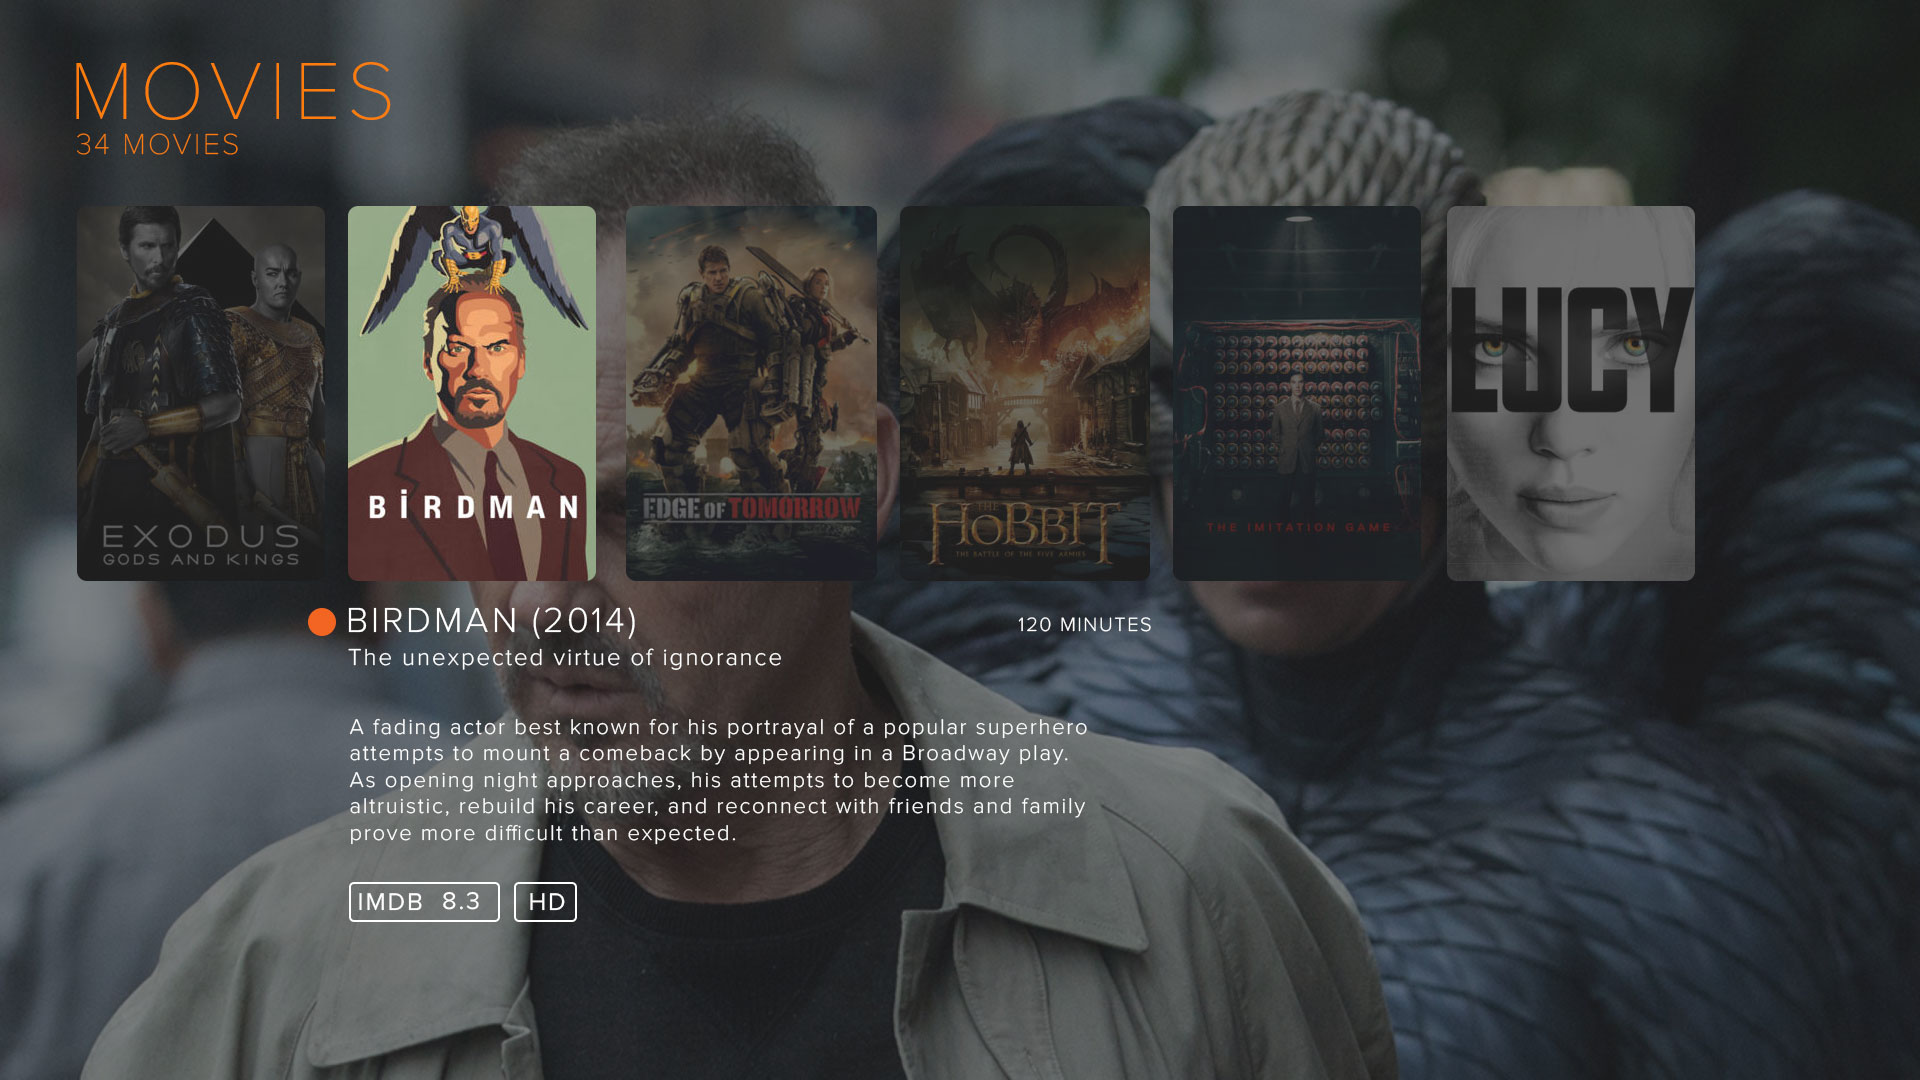 MOVIES
34 MOVIES
EXODUS
GODS AND KINGS
BiRDMAN
EDGE OF TOMORROW
THE
HOBBIT
THE BATTLE OF THE FIVE ARMIES
THE IMITATION GAME
LUCY
BIRDMAN (2014)
120 MINUTES
The unexpected virtue of ignorance
A fading actor best known for his portrayal of a popular superhero
attempts to mount a comeback by appearing in a Broadway play.
As opening night approaches, his attempts to become more
altruistic, rebuild his career, and reconnect with friends and family
prove more difficult than expected.
IMDB 8.3 HD